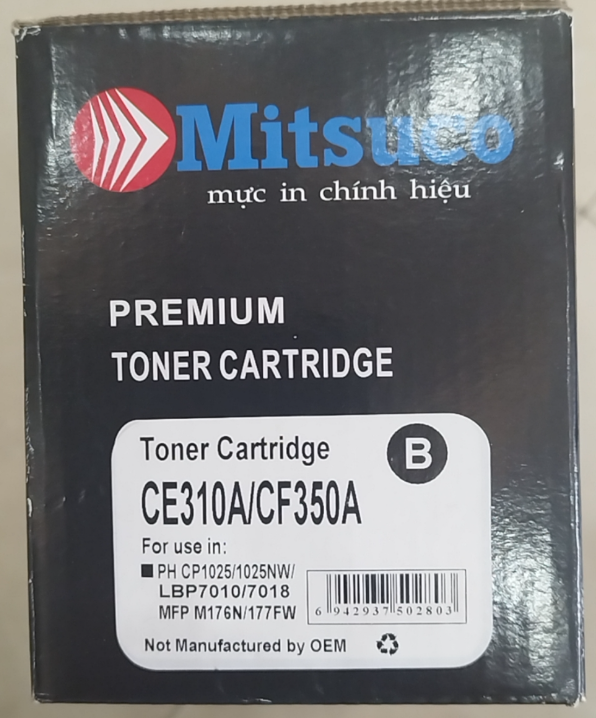 Mitsuco
mực in chính hiệu
PREMIUM
TONER CARTRIDGE
Toner Cartridge
B
CE310A/CF350A
For use in:
PH CP1025/1025NW/
LBP7010/7018
MFP M176N/177FW
6 942937 502803
Not Manufactured by OEM